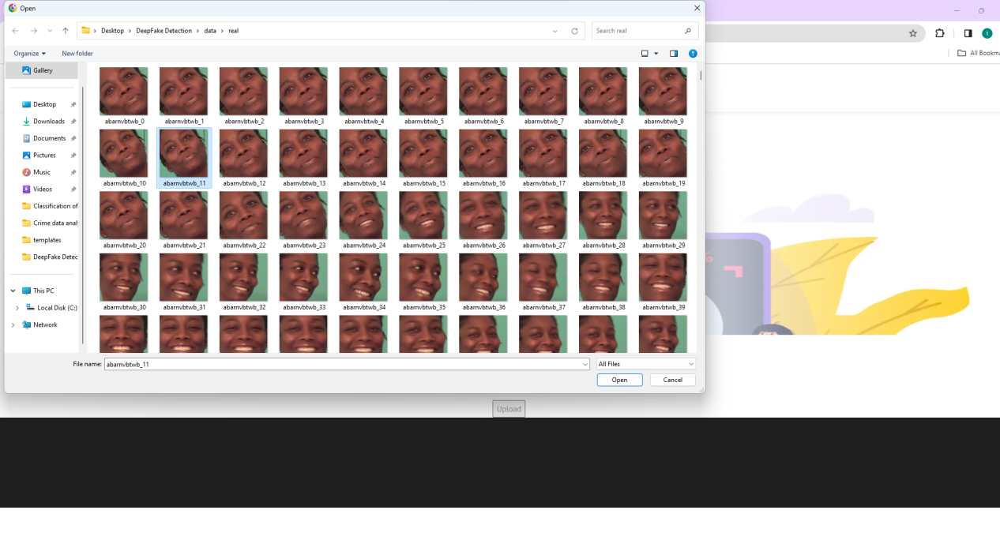 Open
Desktop DeepFake Detection data real
Search real
Organize New folder
Gallery
Desktop
Downloads
Documents
Pictures
Music
Videos
Classification of
Crime data anal
templates
DeepFake Detec
This PC
Local Disk (C:)
Network
abarnvbtwb_0 abarnvbtwb_1 abarnvbtwb_2 abarnvbtwb_3 abarnvbtwb_4 abarnvbtwb_5 abarnvbtwb_6 abarnvbtwb_7 abarnvbtwb_8 abarnvbtwb_9
abarnvbtwb_10 abarnvbtwb_11 abarnvbtwb_12 abarnvbtwb_13 abarnvbtwb_14 abarnvbtwb_15 abarnvbtwb_16 abarnvbtwb_17 abarnvbtwb_18 abarnvbtwb_19
abarnvbtwb_20 abarnvbtwb_21 abarnvbtwb_22 abarnvbtwb_23 abarnvbtwb_24 abarnvbtwb_25 abarnvbtwb_26 abarnvbtwb_27 abarnvbtwb_28 abarnvbtwb_29
abarnvbtwb_30 abarnvbtwb_31 abarnvbtwb_32 abarnvbtwb_33 abarnvbtwb_34 abarnvbtwb_35 abarnvbtwb_36 abarnvbtwb_37 abarnvbtwb_38 abarnvbtwb_39
File name: abarnvbtwb_11 All Files
Open Cancel
t
All Bookma
%
Upload